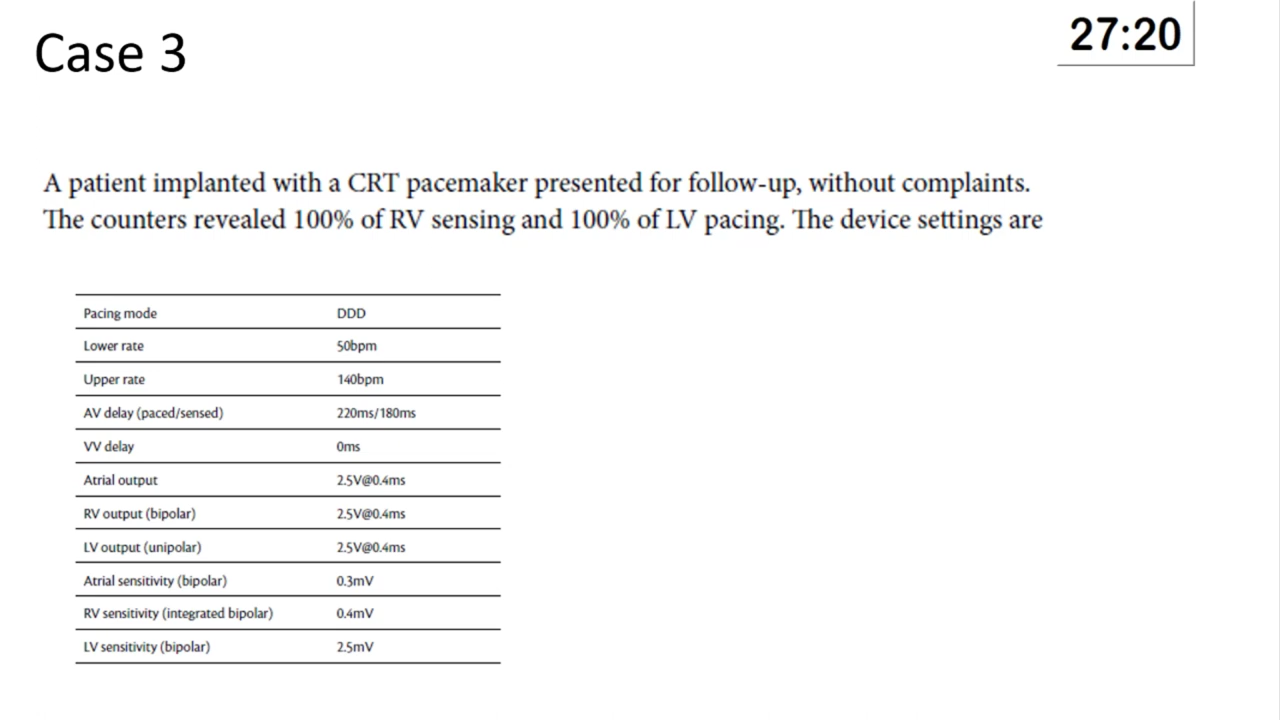 Case 3
27:20
A patient implanted with a CRT pacemaker presented for follow-up, without complaints.
The counters revealed 100% of RV sensing and 100% of LV pacing. The device settings are
Pacing mode DDD
Lower rate 50bpm
Upper rate 140bpm
AV delay (paced/sensed) 220ms/180ms
VV delay 0ms
Atrial output 2.5V@0.4ms
RV output (bipolar) 2.5V@0.4ms
LV output (unipolar) 2.5V@0.4ms
Atrial sensitivity (bipolar) 0.3mV
RV sensitivity (integrated bipolar) 0.4mV
LV sensitivity (bipolar) 2.5mV